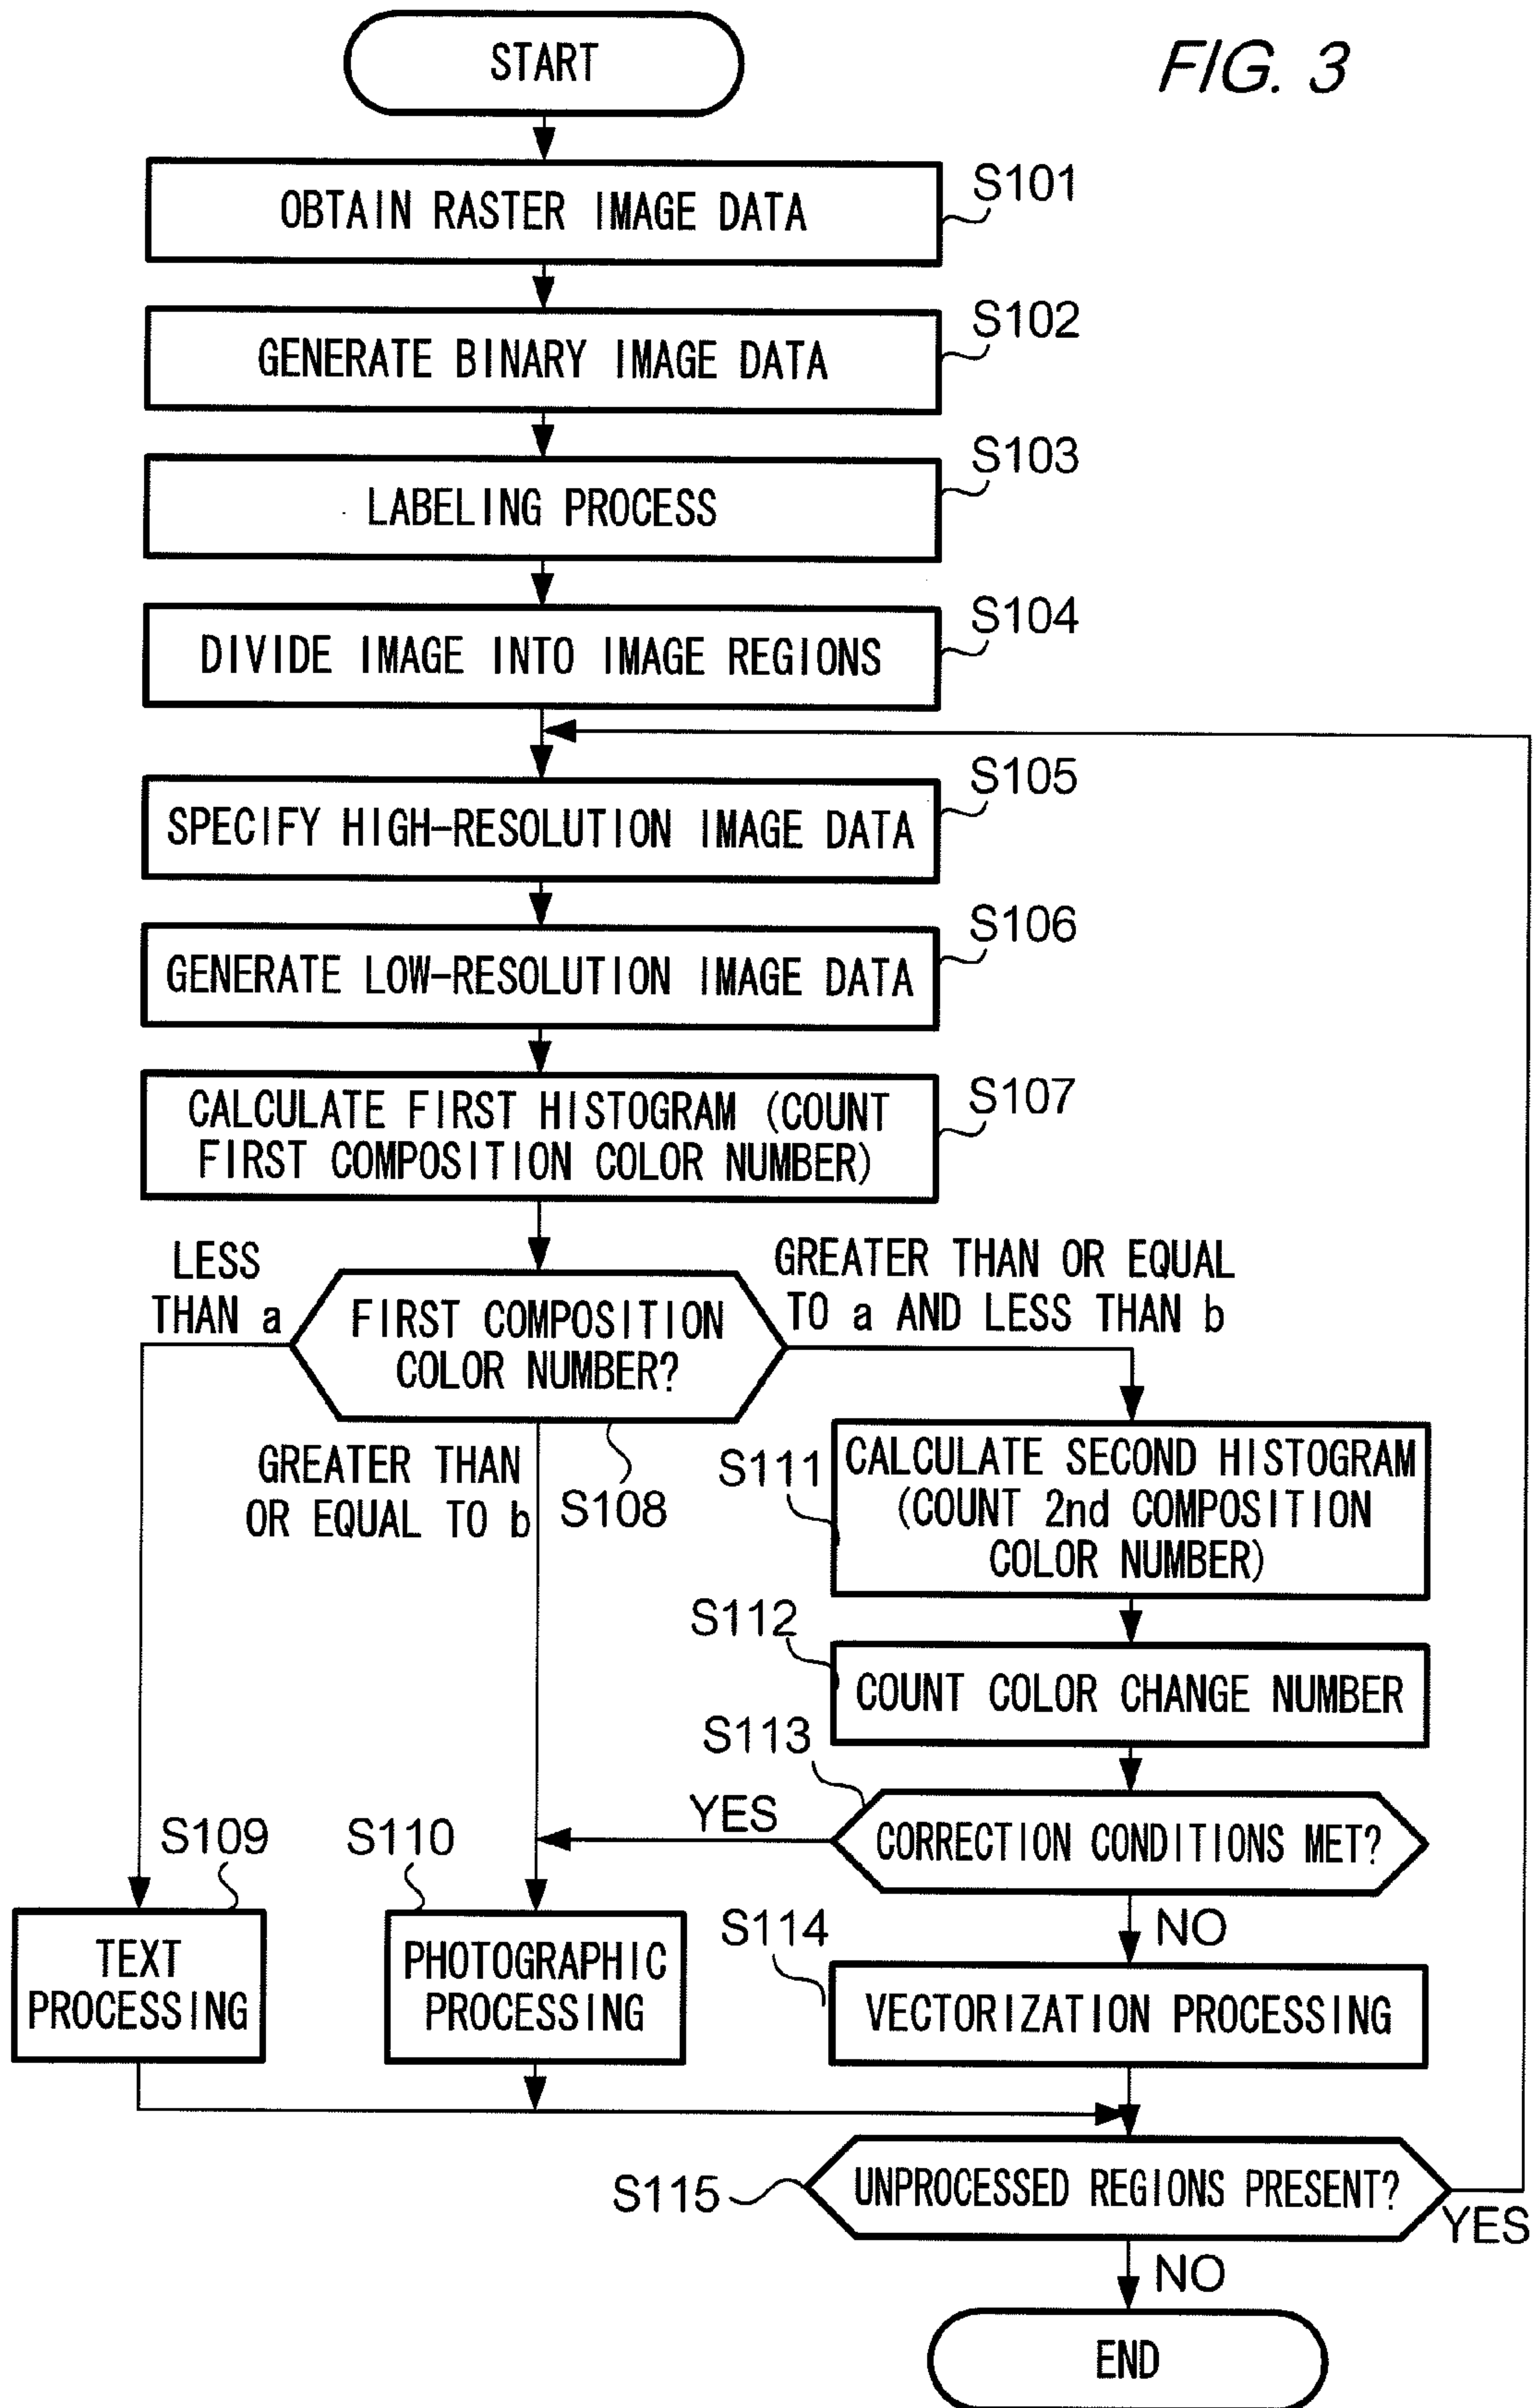 START
FIG. 3
OBTAIN RASTER IMAGE DATA
S101
GENERATE BINARY IMAGE DATA
S102
LABELING PROCESS
S103
DIVIDE IMAGE INTO IMAGE REGIONS
S104
SPECIFY HIGH-RESOLUTION IMAGE DATA
S105
GENERATE LOW-RESOLUTION IMAGE DATA
S106
CALCULATE FIRST HISTOGRAM (COUNT
FIRST COMPOSITION COLOR NUMBER)
S107
LESS
THAN a
FIRST COMPOSITION
COLOR NUMBER?
GREATER THAN OR EQUAL
TO a AND LESS THAN b
GREATER THAN
OR EQUAL TO b
S108
S111
CALCULATE SECOND HISTOGRAM
(COUNT 2nd COMPOSITION
COLOR NUMBER)
S112
COUNT COLOR CHANGE NUMBER
S113
YES
CORRECTION CONDITIONS MET?
S109
S110
NO
TEXT
PROCESSING
PHOTOGRAPHIC
PROCESSING
S114
VECTORIZATION PROCESSING
S115
UNPROCESSED REGIONS PRESENT?
YES
NO
END